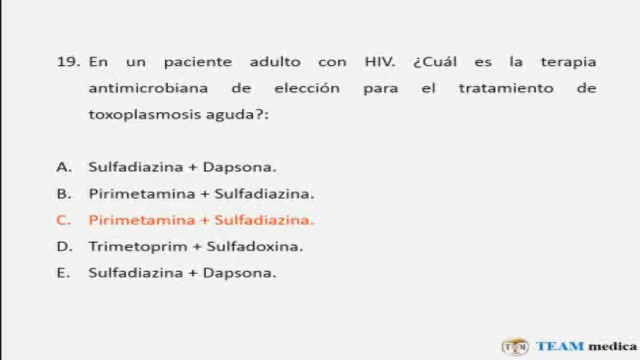 19. En un paciente adulto con HIV. ¿Cuál es la terapia
antimicrobiana de elección para el tratamiento de
toxoplasmosis aguda?:
A. Sulfadiazina + Dapsona.
B. Pirimetamina + Sulfadiazina.
C. Pirimetamina + Sulfadiazina.
D. Trimetoprim + Sulfadoxina.
E. Sulfadiazina + Dapsona.
TEAM medica